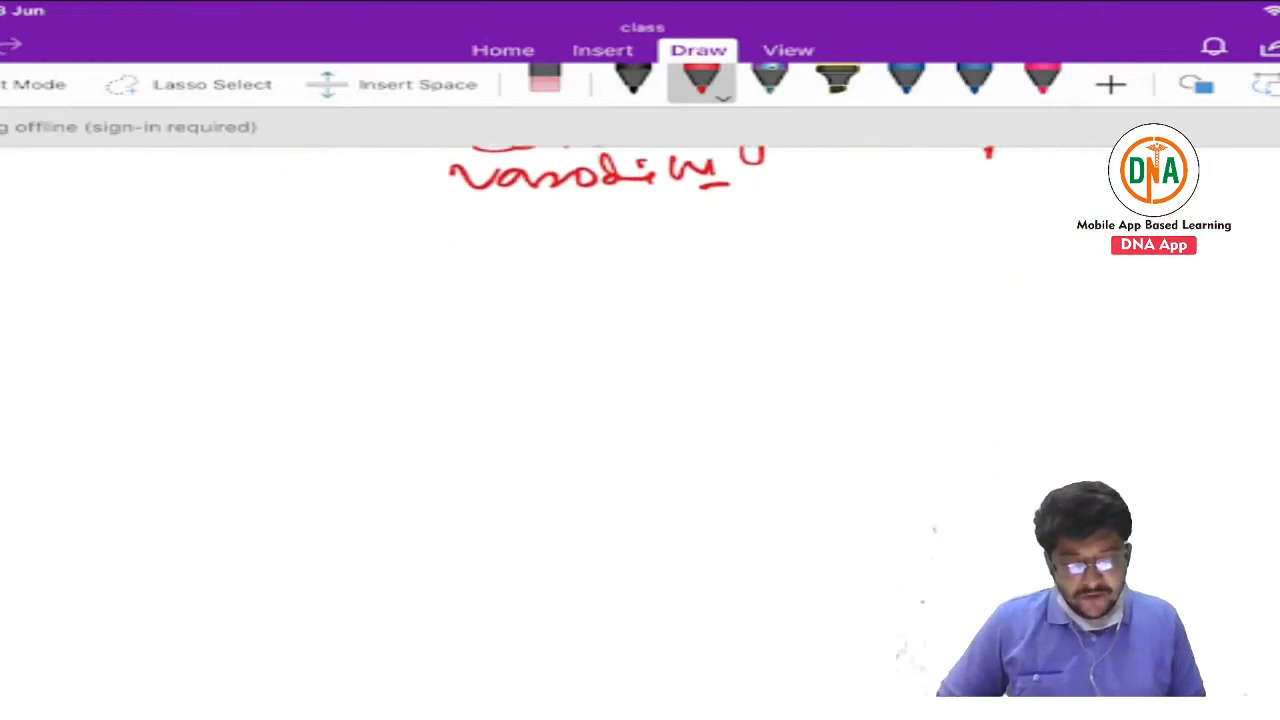 3 Jun
class
Home Insert Draw View
t Mode Lasso Select Insert Space
g offline (sign-in required)
DNA
Mobile App Based Learning
DNA App